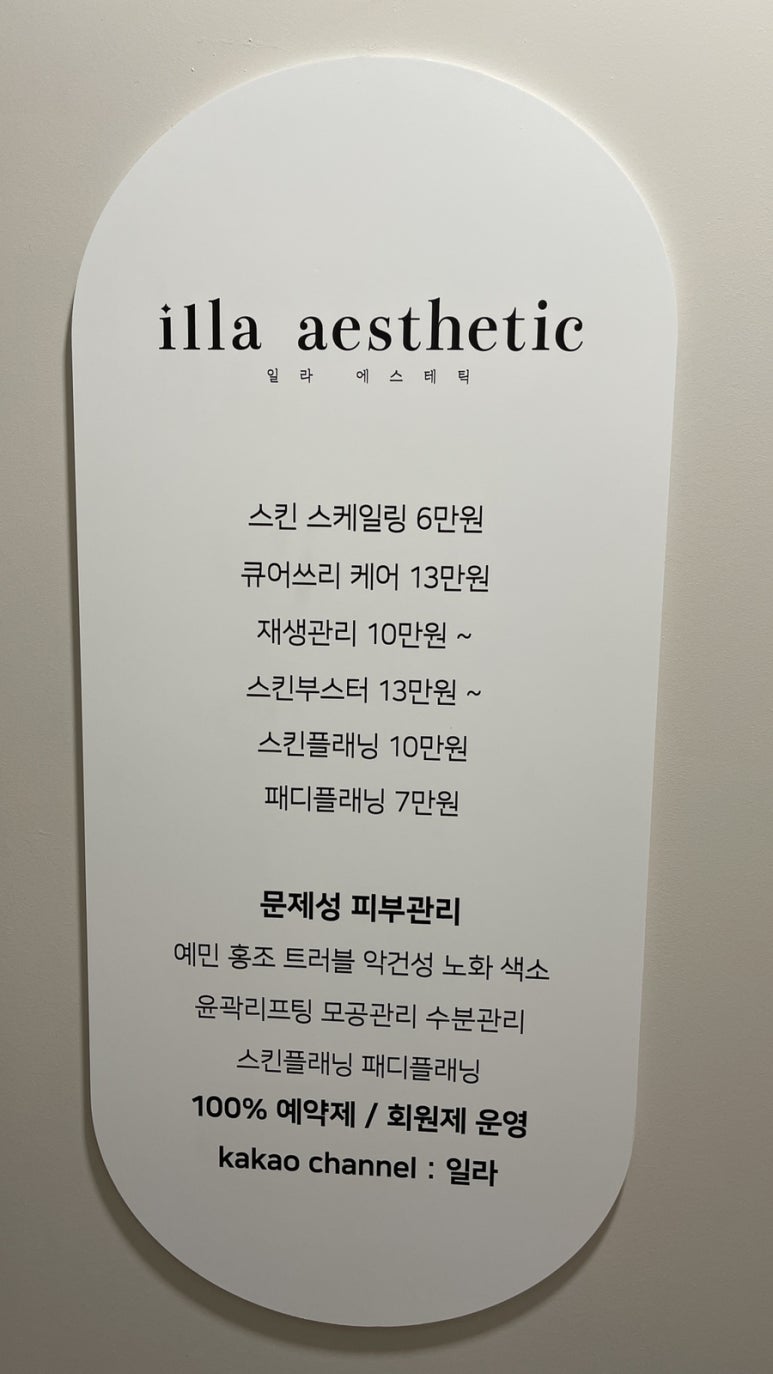 illa aesthetic
일라 에스테틱
스킨 스케일링 6만원
큐어쓰리 케어 13만원
재생관리 10만원 ~
스킨부스터 13만원 ~
스킨플래닝 10만원
패디플래닝 7만원
문제성 피부관리
예민 홍조 트러블 악건성 노화 색소
윤곽리프팅 모공관리 수분관리
스킨플래닝 패디플래닝
100% 예약제 / 회원제 운영
kakao channel : 일라